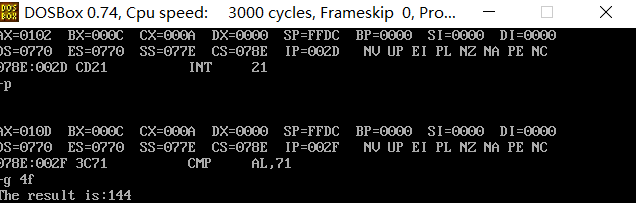 DOS BOX DOSBox 0.74, Cpu speed: 3000 cycles, Frameskip 0, Pro...
AX=0102 BX=000C CX=000A DX=0000 SP=FFDC BP=0000 SI=0000 DI=0000
DS=0770 ES=0770 SS=077E CS=078E IP=002D NV UP EI PL NZ NA PE NC
078E:002D CD21 INT 21
-p
AX=010D BX=000C CX=000A DX=0000 SP=FFDC BP=0000 SI=0000 DI=0000
DS=0770 ES=0770 SS=077E CS=078E IP=002F NV UP EI PL NZ NA PE NC
078E:002F 3C71 CMP AL,71
-g 4f
The result is:144